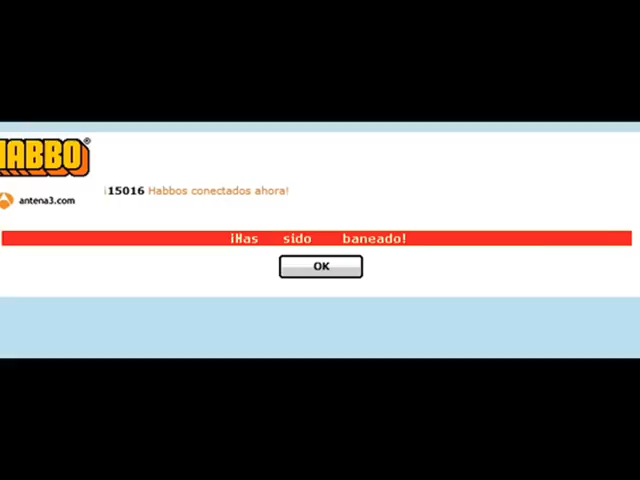 HABBO®
¡15016 Habbos conectados ahora!
antena3.com
¡Has sido baneado!
OK